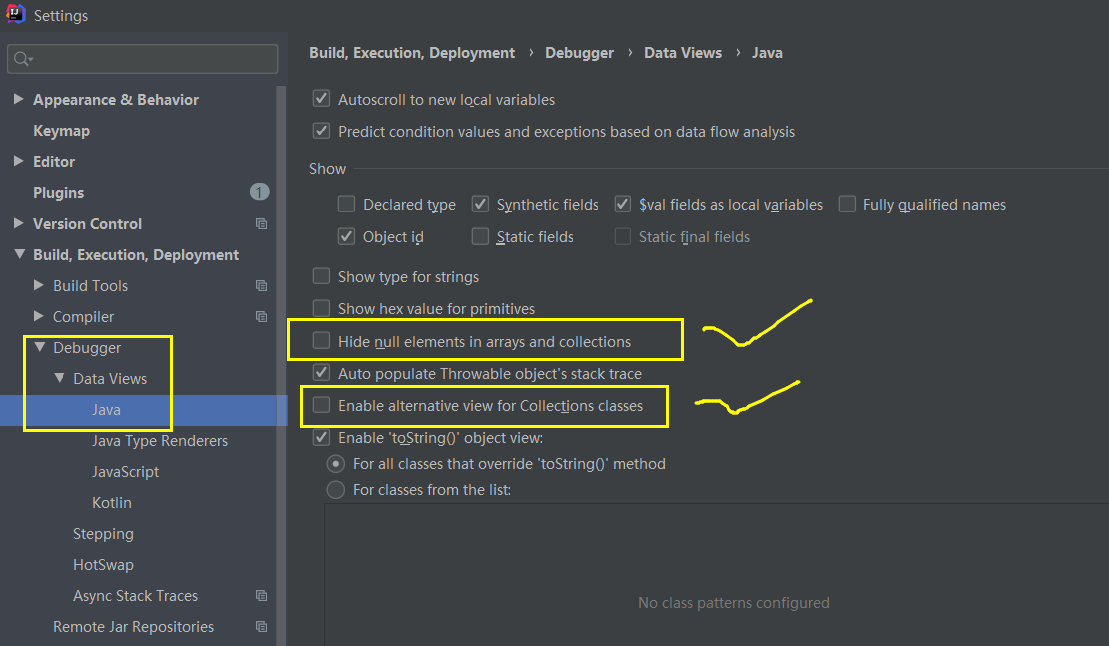 Settings
Appearance & Behavior
Keymap
Editor
Plugins 1
Version Control
Build, Execution, Deployment
Build Tools
Compiler
Debugger
Data Views
Java
Java Type Renderers
JavaScript
Kotlin
Stepping
HotSwap
Async Stack Traces
Remote Jar Repositories
Build, Execution, Deployment › Debugger › Data Views › Java
Autoscroll to new local variables
Predict condition values and exceptions based on data flow analysis
Show
Declared type Synthetic fields $val fields as local variables Fully qualified names
Object id Static fields Static final fields
Show type for strings
Show hex value for primitives
Hide null elements in arrays and collections
Auto populate Throwable object's stack trace
Enable alternative view for Collections classes
Enable 'toString()' object view:
For all classes that override 'toString()' method
For classes from the list:
No class patterns configured